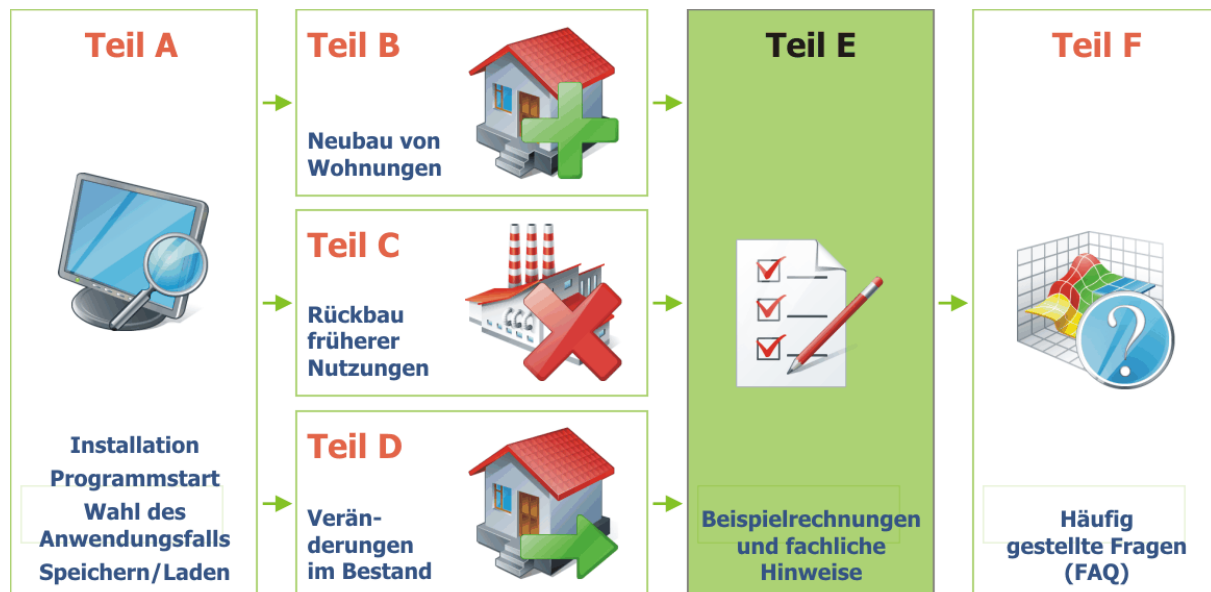 Teil A
Installation
Programmstart
Wahl des
Anwendungsfalls
Speichern/Laden
Teil B
Neubau von
Wohnungen
Teil C
Rückbau
früherer
Nutzungen
Teil D
Verän-
derungen
im Bestand
Teil E
Beispielrechnungen
und fachliche
Hinweise
Teil F
?
Häufig
gestellte Fragen
(FAQ)